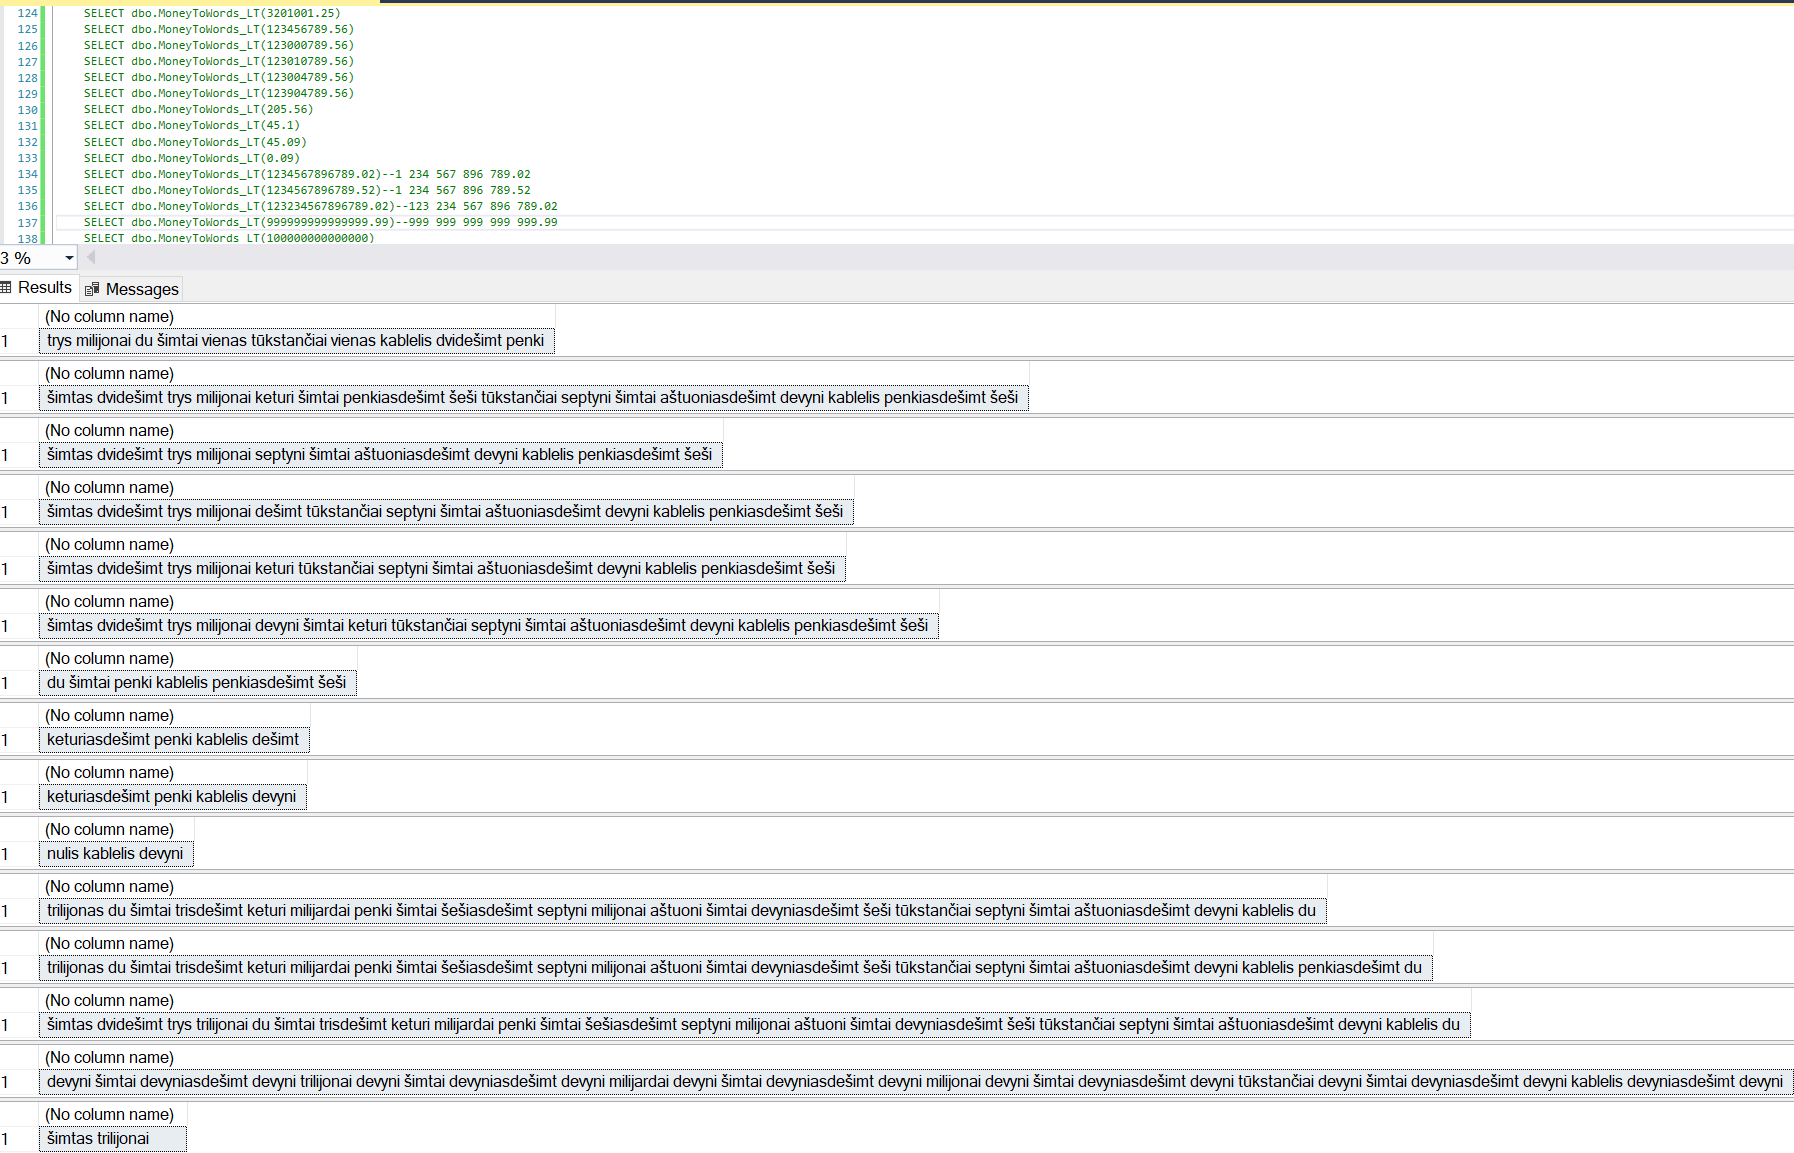 124 SELECT dbo.MoneyToWords_LT(3201001.25)
125 SELECT dbo.MoneyToWords_LT(123456789.56)
126 SELECT dbo.MoneyToWords_LT(123000789.56)
127 SELECT dbo.MoneyToWords_LT(123010789.56)
128 SELECT dbo.MoneyToWords_LT(123004789.56)
129 SELECT dbo.MoneyToWords_LT(123904789.56)
130 SELECT dbo.MoneyToWords_LT(205.56)
131 SELECT dbo.MoneyToWords_LT(45.1)
132 SELECT dbo.MoneyToWords_LT(45.09)
133 SELECT dbo.MoneyToWords_LT(0.09)
134 SELECT dbo.MoneyToWords_LT(1234567896789.02)--1 234 567 896 789.02
135 SELECT dbo.MoneyToWords_LT(1234567896789.52)--1 234 567 896 789.52
136 SELECT dbo.MoneyToWords_LT(123234567896789.02)--123 234 567 896 789.02
137 SELECT dbo.MoneyToWords_LT(999999999999999.99)--999 999 999 999 999.99
138 SELECT dbo.MoneyToWords_LT(100000000000000)
3 %
Results Messages
(No column name)
1 trys milijonai du šimtai vienas tūkstančiai vienas kablelis dvidešimt penki
(No column name)
1 šimtas dvidešimt trys milijonai keturi šimtai penkiasdešimt šeši tūkstančiai septyni šimtai aštuoniasdešimt devyni kablelis penkiasdešimt šeši
(No column name)
1 šimtas dvidešimt trys milijonai septyni šimtai aštuoniasdešimt devyni kablelis penkiasdešimt šeši
(No column name)
1 šimtas dvidešimt trys milijonai dešimt tūkstančiai septyni šimtai aštuoniasdešimt devyni kablelis penkiasdešimt šeši
(No column name)
1 šimtas dvidešimt trys milijonai keturi tūkstančiai septyni šimtai aštuoniasdešimt devyni kablelis penkiasdešimt šeši
(No column name)
1 šimtas dvidešimt trys milijonai devyni šimtai keturi tūkstančiai septyni šimtai aštuoniasdešimt devyni kablelis penkiasdešimt šeši
(No column name)
1 du šimtai penki kablelis penkiasdešimt šeši
(No column name)
1 keturiasdešimt penki kablelis dešimt
(No column name)
1 keturiasdešimt penki kablelis devyni
(No column name)
1 nulis kablelis devyni
(No column name)
1 trilijonas du šimtai trisdešimt keturi milijardai penki šimtai šešiasdešimt septyni milijonai aštuoni šimtai devyniasdešimt šeši tūkstančiai septyni šimtai aštuoniasdešimt devyni kablelis du
(No column name)
1 trilijonas du šimtai trisdešimt keturi milijardai penki šimtai šešiasdešimt septyni milijonai aštuoni šimtai devyniasdešimt šeši tūkstančiai septyni šimtai aštuoniasdešimt devyni kablelis penkiasdešimt du
(No column name)
1 šimtas dvidešimt trys trilijonai du šimtai trisdešimt keturi milijardai penki šimtai šešiasdešimt septyni milijonai aštuoni šimtai devyniasdešimt šeši tūkstančiai septyni šimtai aštuoniasdešimt devyni kablelis du
(No column name)
1 devyni šimtai devyniasdešimt devyni trilijonai devyni šimtai devyniasdešimt devyni milijardai devyni šimtai devyniasdešimt devyni milijonai devyni šimtai devyniasdešimt devyni tūkstančiai devyni šimtai devyniasdešimt devyni kablelis devyniasdešimt devyni
(No column name)
1 šimtas trilijonai